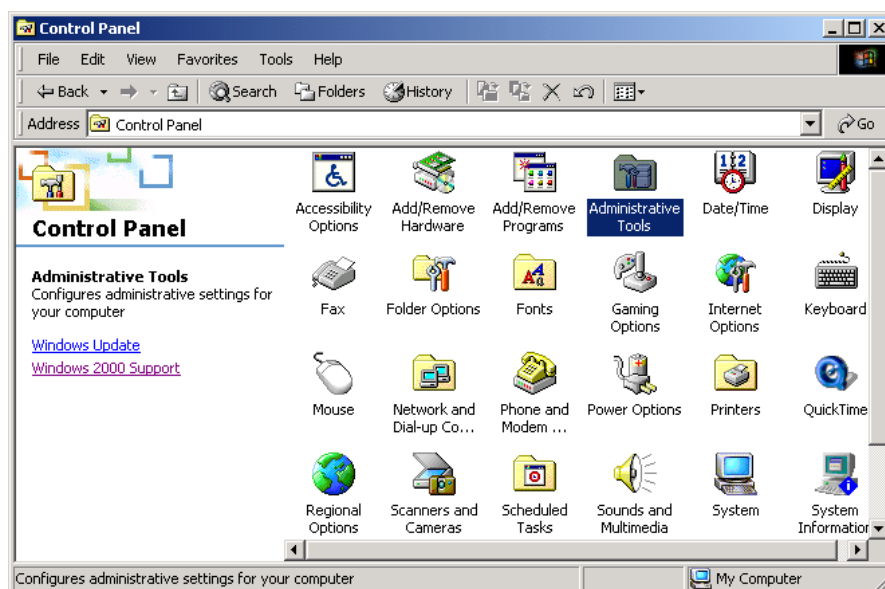 Control Panel
File Edit View Favorites Tools Help
Back Search Folders History
Address Control Panel Go
Control Panel
Administrative Tools
Configures administrative settings for
your computer
Windows Update
Windows 2000 Support
Accessibility
Options
Add/Remove
Hardware
Add/Remove
Programs
Administrative
Tools
Date/Time
Display
Fax
Folder Options
Fonts
Gaming
Options
Internet
Options
Keyboard
Mouse
Network and
Dial-up Co...
Phone and
Modem ...
Power Options
Printers
QuickTime
Regional
Options
Scanners and
Cameras
Scheduled
Tasks
Sounds and
Multimedia
System
System
Information
Configures administrative settings for your computer
My Computer